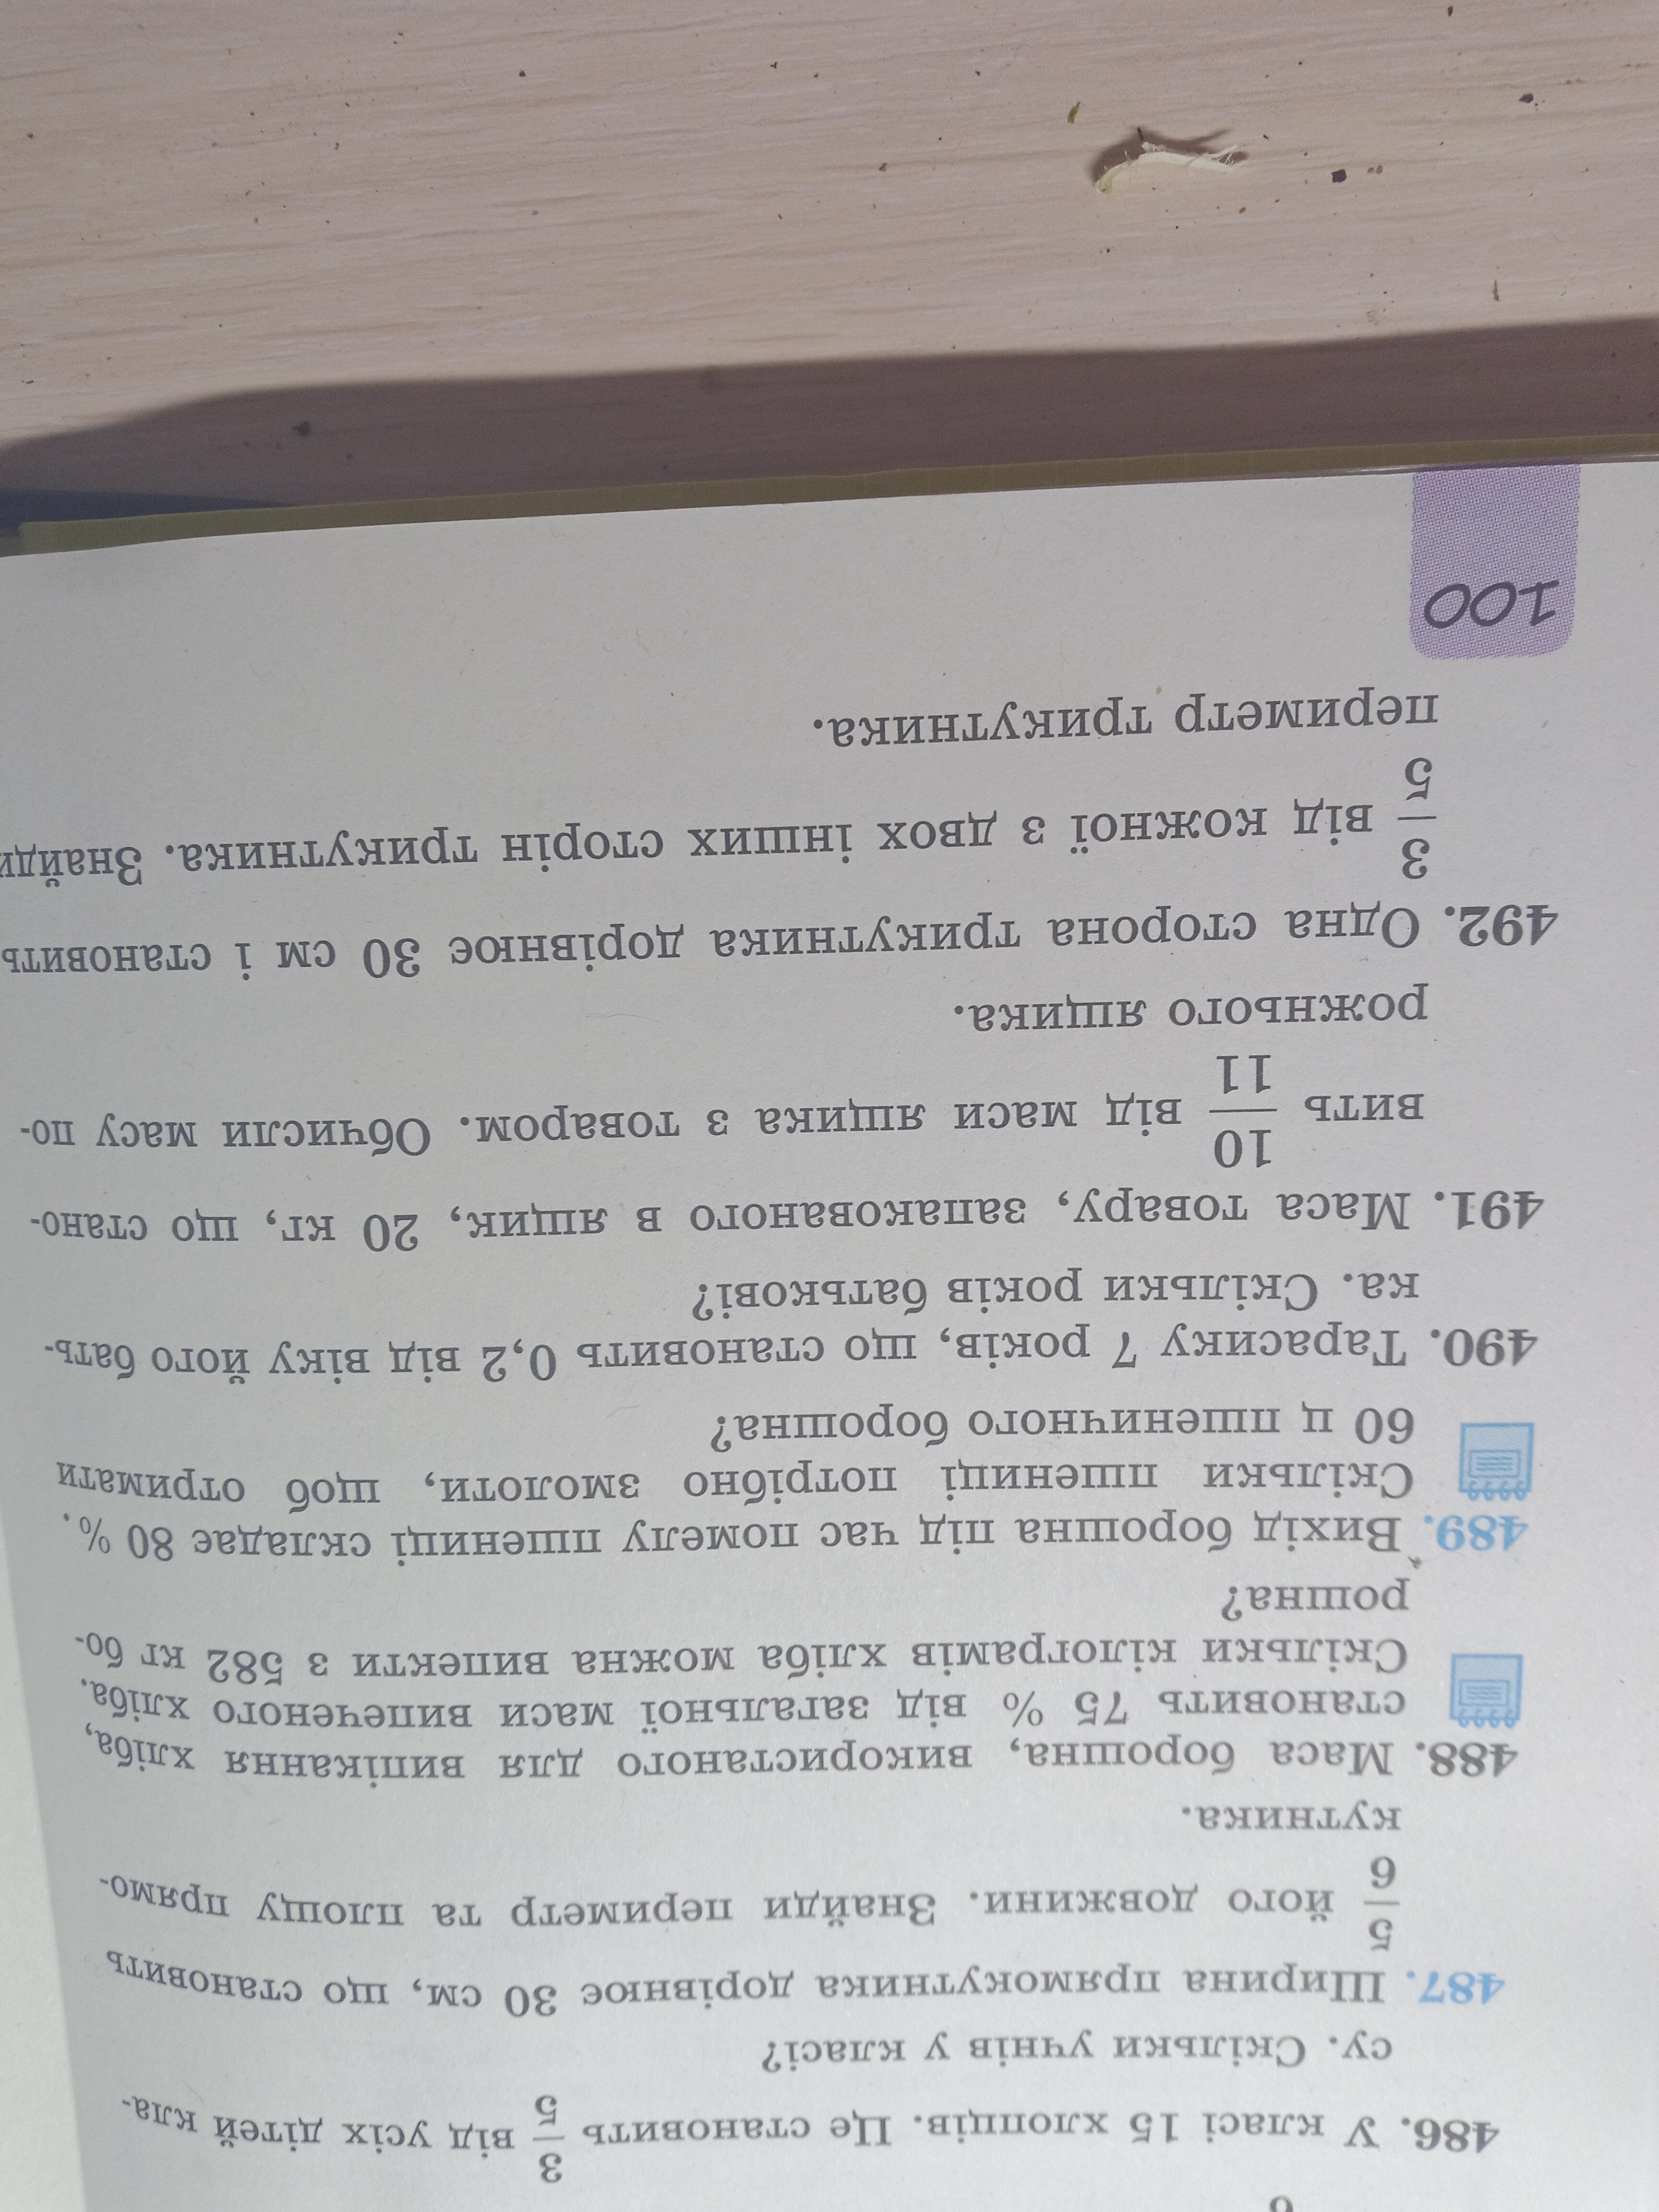 6
486. У класі 15 хлопців. Це становить 3/5 від усіх дітей кла-
су. Скільки учнів у класі?
487. Ширина прямокутника дорівнює 30 см, що становить
5/6 його довжини. Знайди периметр та площу прямо-
кутника.
488. Маса борошна, використаного для випікання хліба,
становить 75 % від загальної маси випеченого хліба.
Скільки кілограмів хліба можна випекти з 582 кг бо-
рошна?
489. Вихід борошна під час помелу пшениці складає 80 %.
Скільки пшениці потрібно змолоти, щоб отримати
60 ц пшеничного борошна?
490. Тарасику 7 років, що становить 0,2 від віку його бать-
ка. Скільки років батькові?
491. Маса товару, запакованого в ящик, 20 кг, що стано-
вить 10/11 від маси ящика з товаром. Обчисли масу по-
рожнього ящика.
492. Одна сторона трикутника дорівнює 30 см і становить
3/5 від кожної з двох інших сторін трикутника. Знайди
периметр трикутника.
100